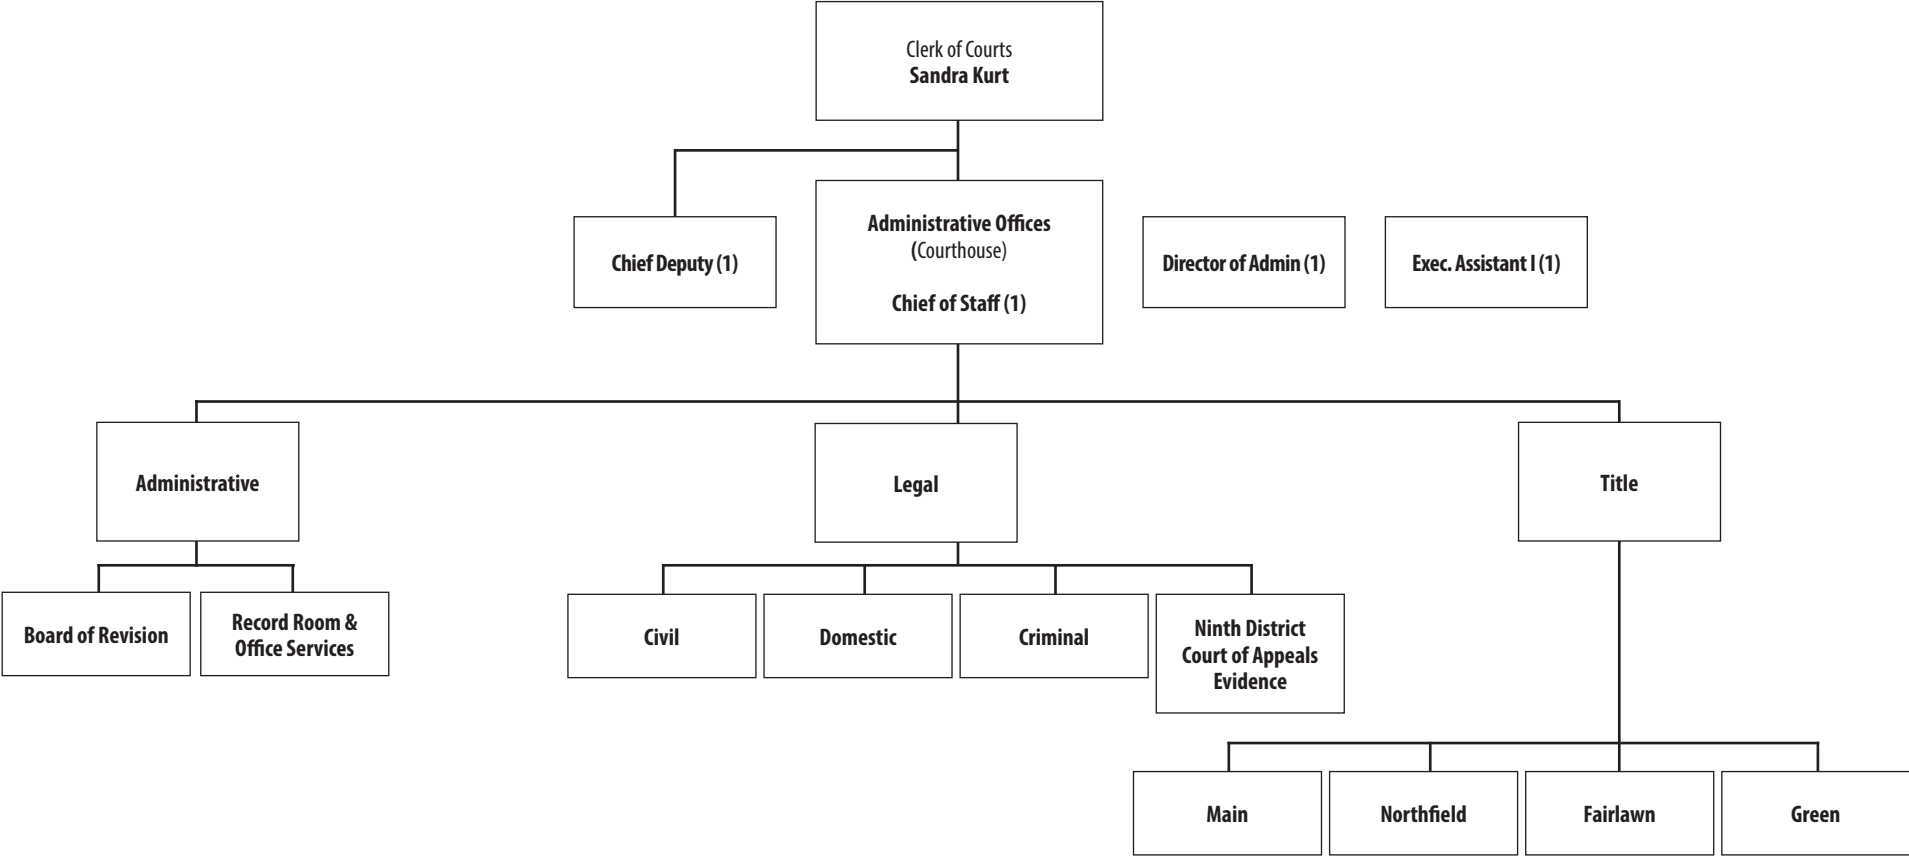 Clerk of Courts
Sandra Kurt
Chief Deputy (1)
Administrative Offices
(Courthouse)
Chief of Staff (1)
Director of Admin (1)
Exec. Assistant I (1)
Administrative
Legal
Title
Board of Revision
Record Room &
Office Services
Civil
Domestic
Criminal
Ninth District
Court of Appeals
Evidence
Main
Northfield
Fairlawn
Green